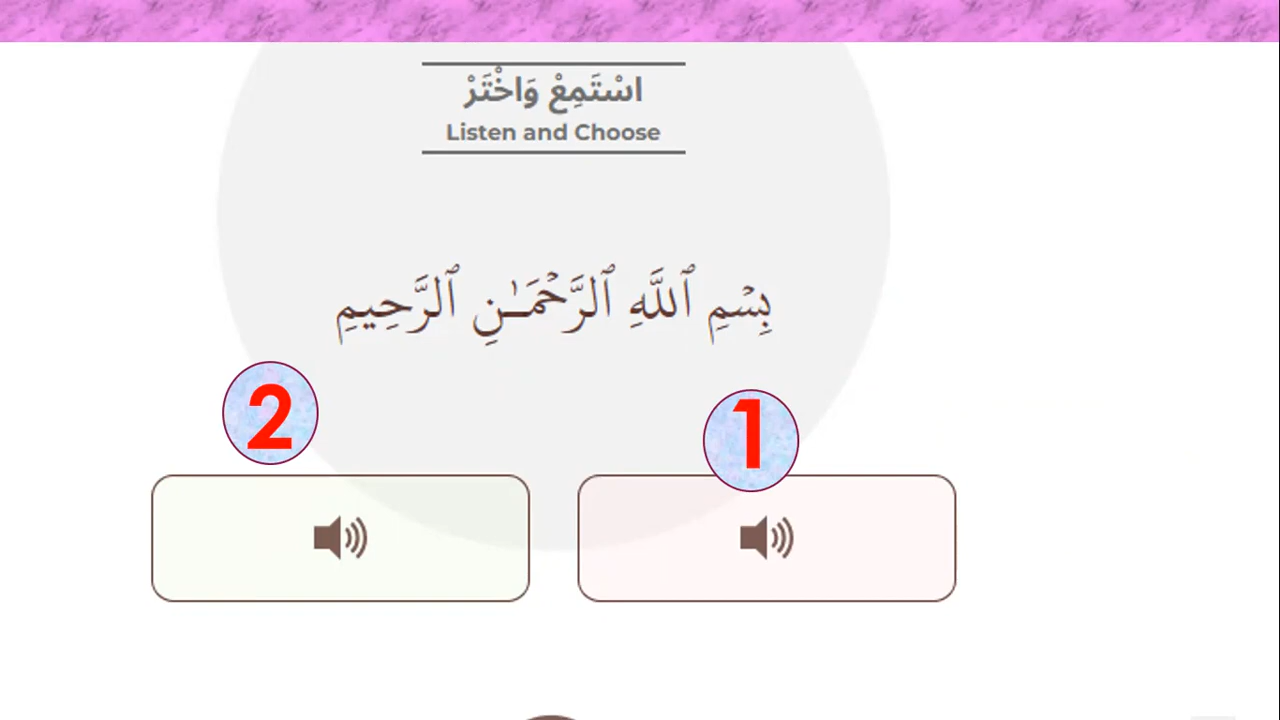 اسْتَمِعْ وَاخْتَرْ
Listen and Choose
بِسْمِ ٱللَّهِ ٱلرَّحْمَـٰنِ ٱلرَّحِيمِ
1
2